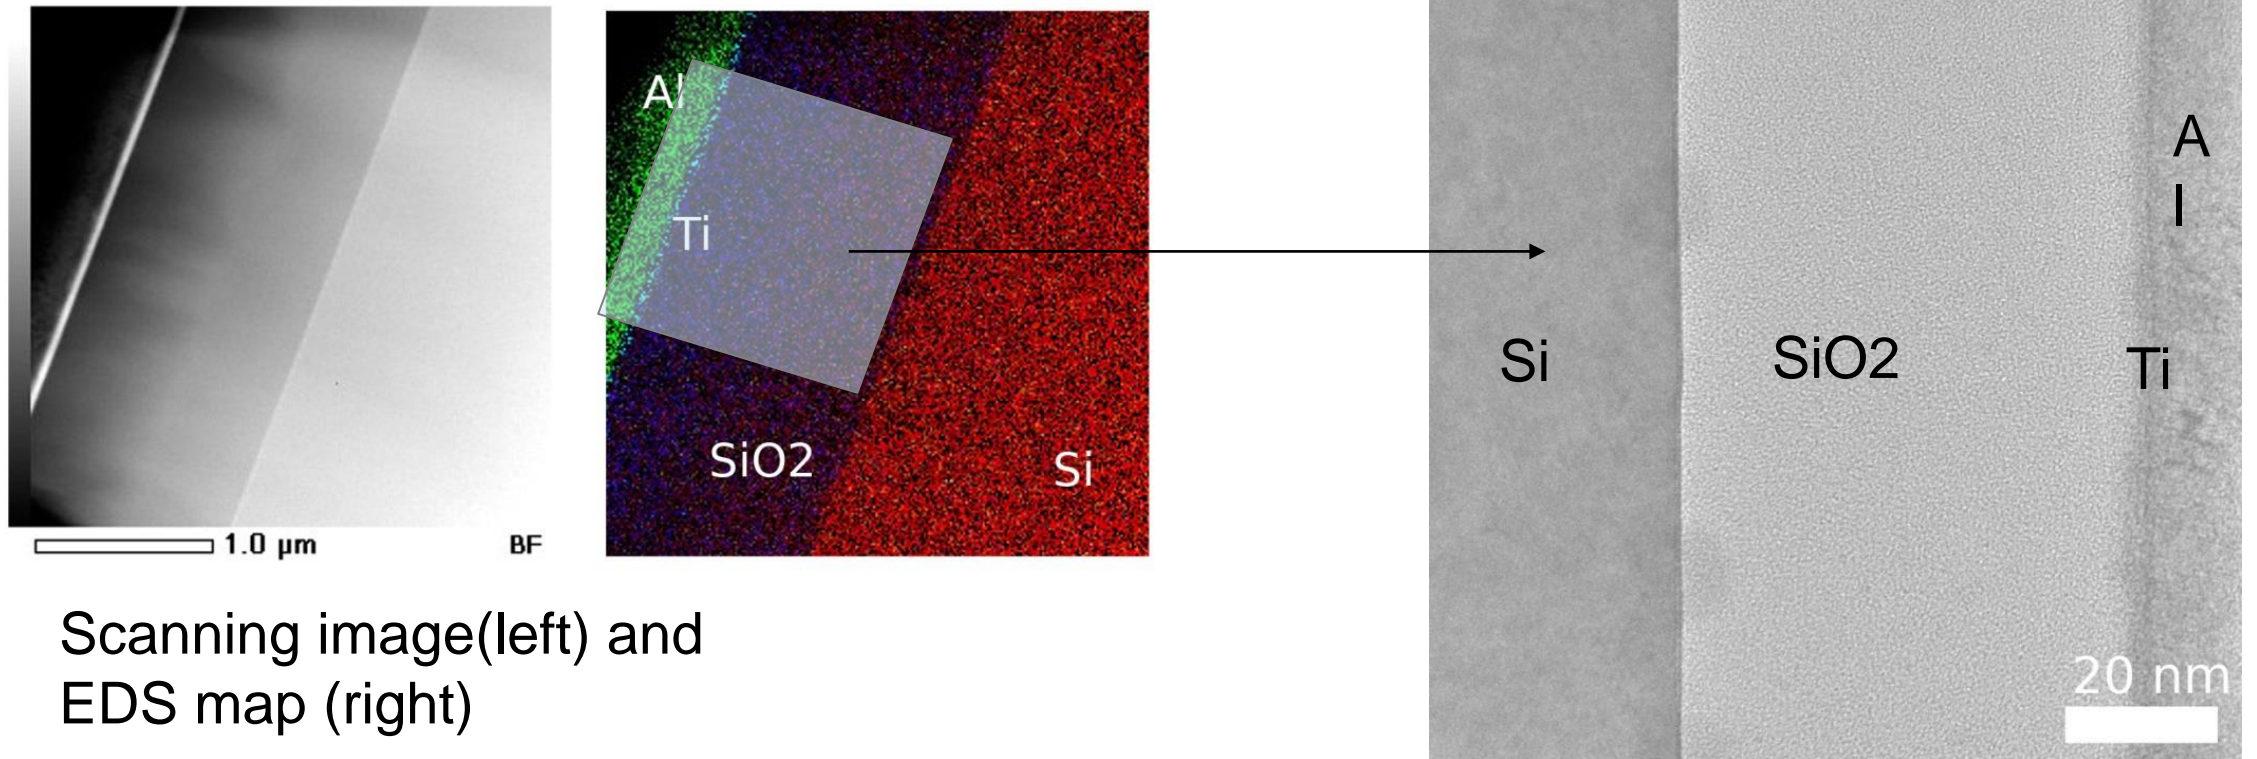 1.0 μm
BF
Scanning image(left) and
EDS map (right)
Al
Ti
SiO2
Si
Si
SiO2
Ti
A
l
20 nm